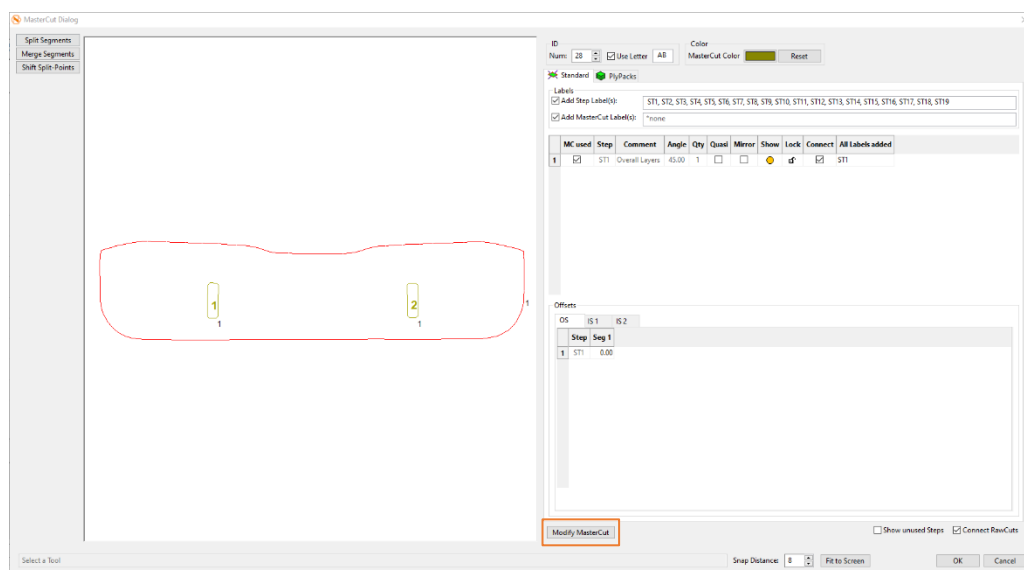 MasterCut Dialog
Split Segments
Merge Segments
Shift Split-Points
ID
Num: 28 Use Letter AB
Color
MasterCut Color Reset
Standard PlyPacks
Labels
Add Step Label(s): ST1, ST2, ST3, ST4, ST5, ST6, ST7, ST8, ST9, ST10, ST11, ST12, ST13, ST14, ST15, ST16, ST17, ST18, ST19
Add MasterCut Label(s): *none
MC used Step Comment Angle Qty Quasi Mirror Show Lock Connect All Labels added
1 ST1 Overall Layers 45.00 1 ST1
1 2 1
1 1
Offsets
OS IS 1 IS 2
Step Seg 1
1 ST1 0.00
Modify MasterCut Show unused Steps Connect RawCuts
Select a Tool Snap Distance: 8 Fit to Screen OK Cancel